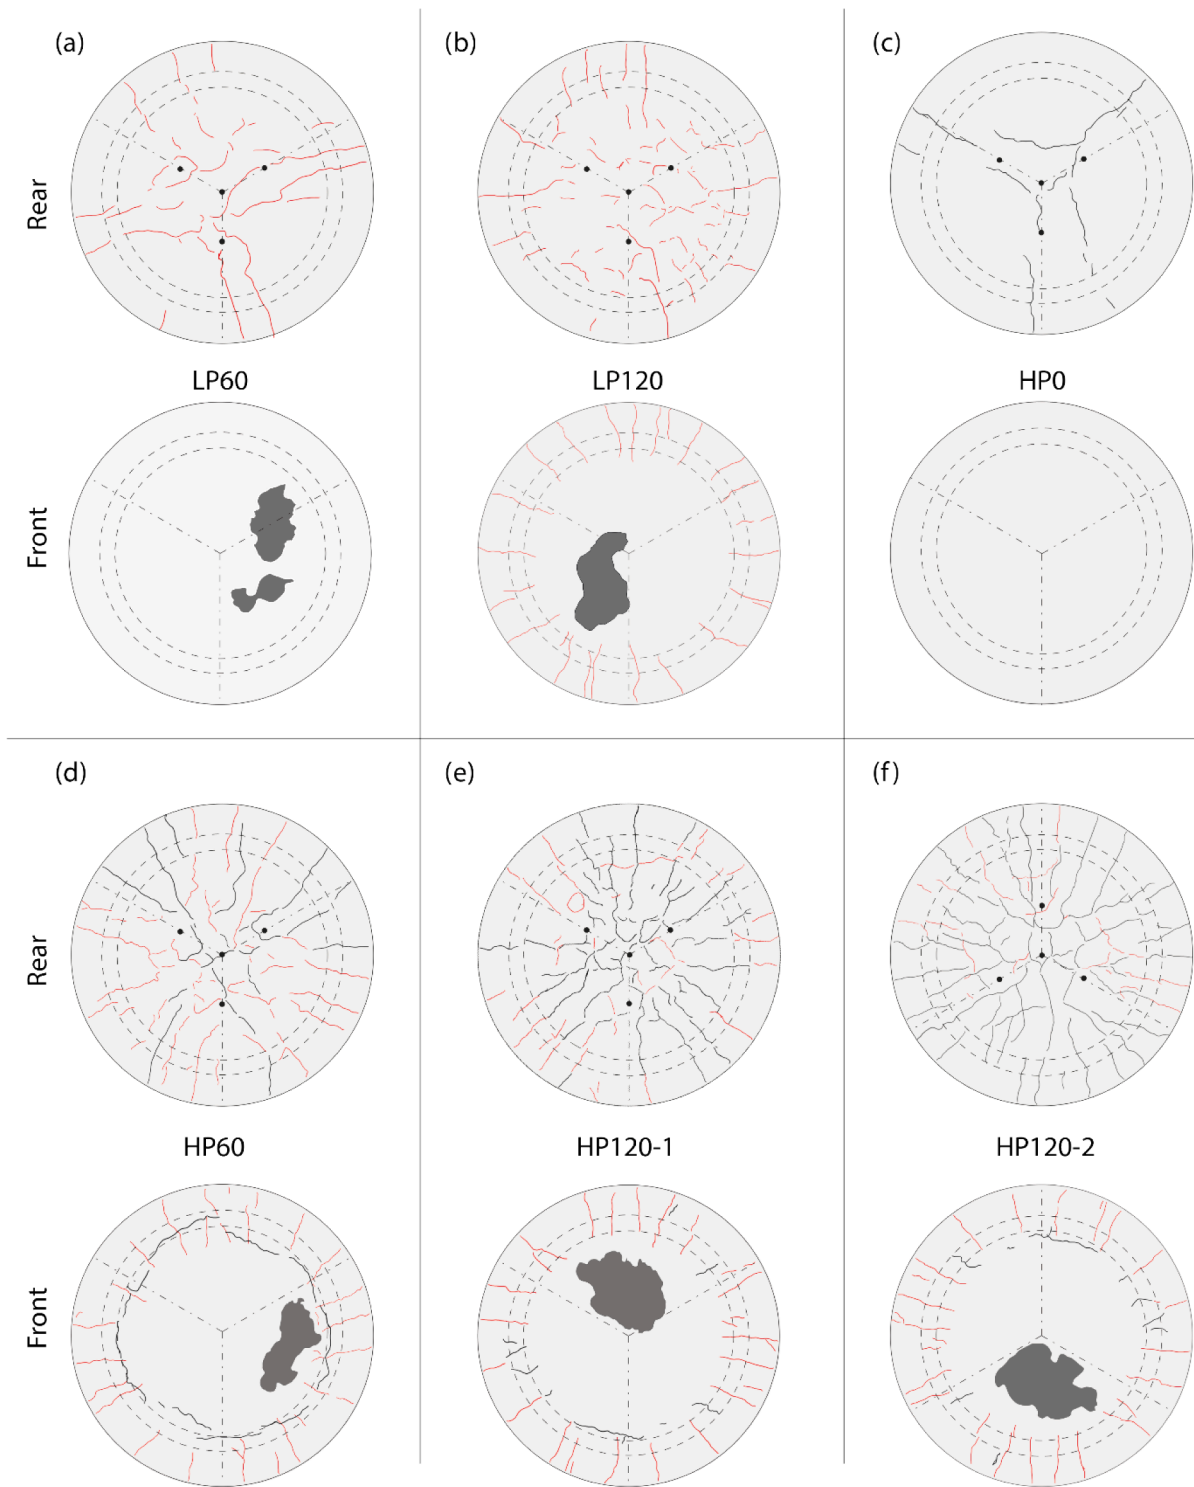 (a)
(b)
(c)
Rear
LP60
LP120
HP0
Front
(d)
(e)
(f)
Rear
HP60
HP120-1
HP120-2
Front